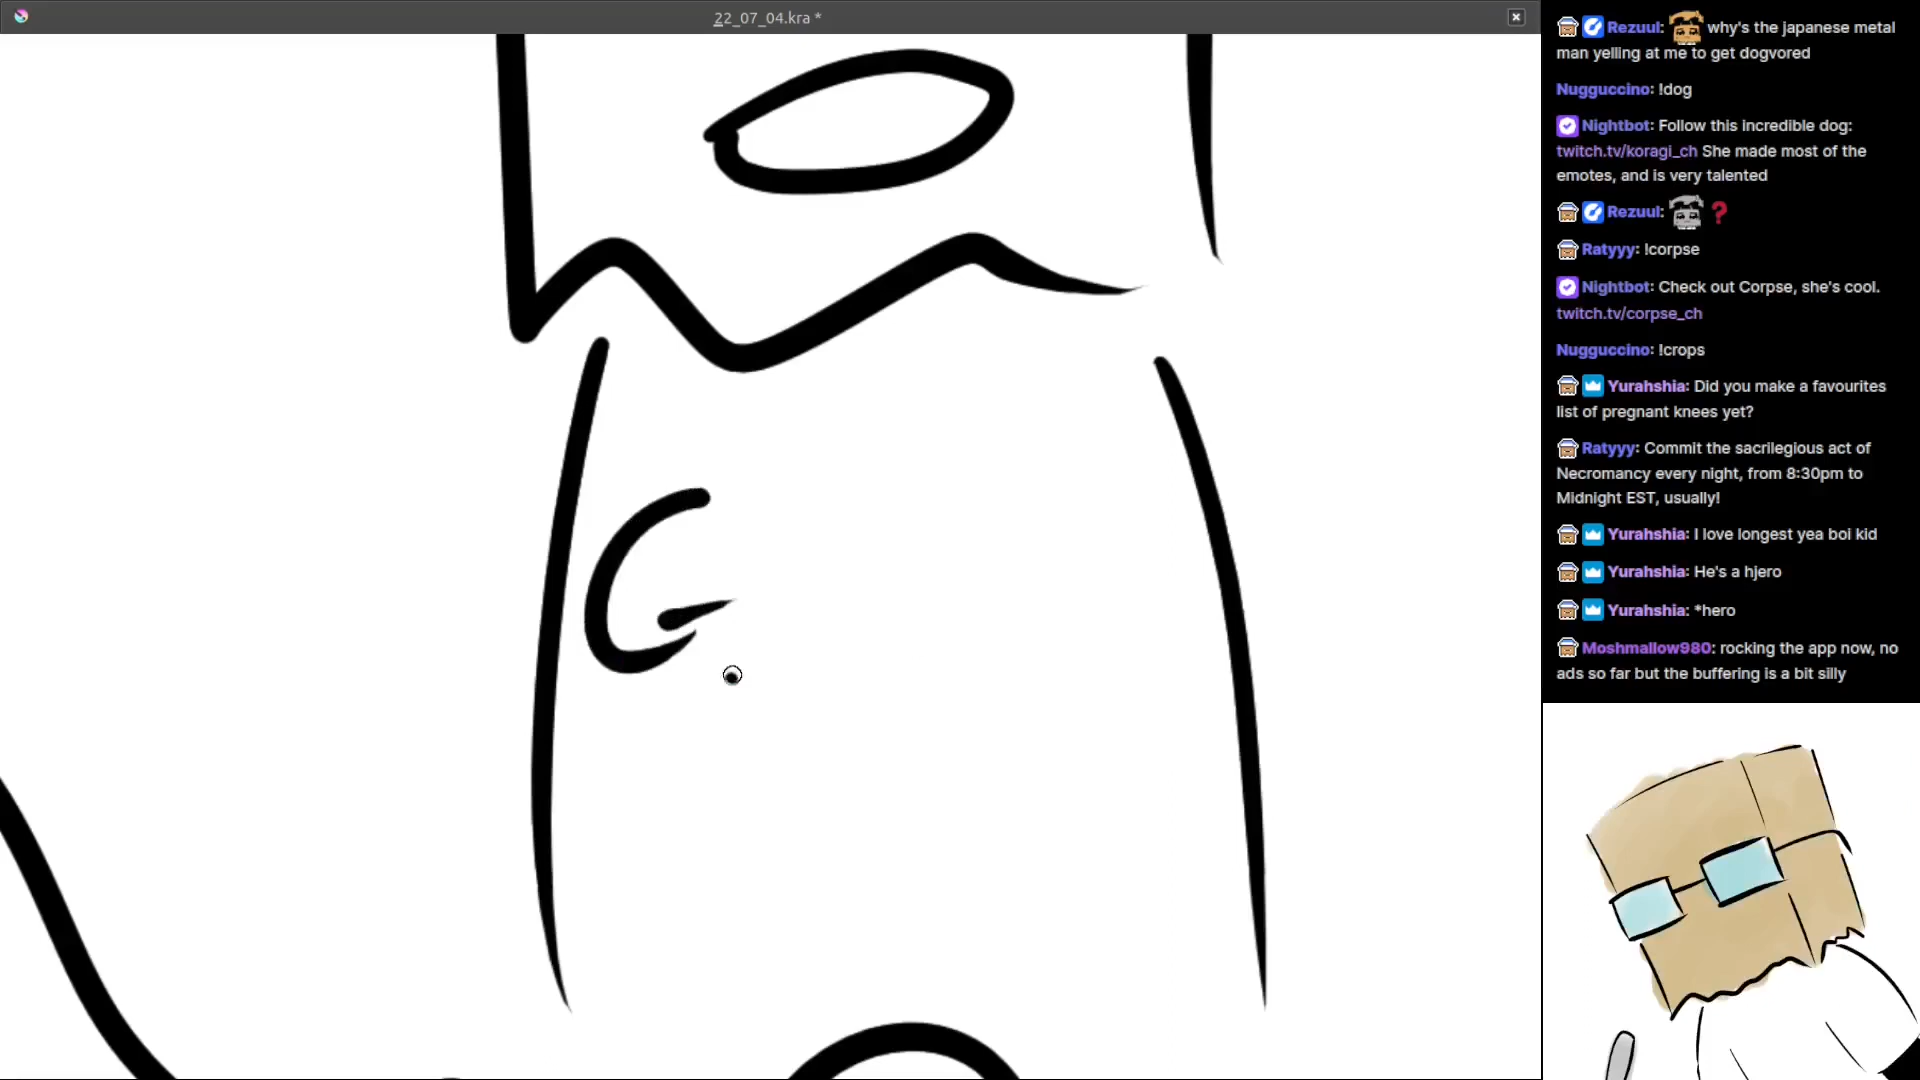 22_07_04.kra *
Rezuul: why's the japanese metal
man yelling at me to get dogvored
Nugguccino: !dog
Nightbot: Follow this incredible dog:
twitch.tv/koragi_ch She made most of the
emotes, and is very talented
Rezuul: ?
Ratyyy: !corpse
Nightbot: Check out Corpse, she's cool.
twitch.tv/corpse_ch
Nugguccino: !crops
Yurahshia: Did you make a favourites
list of pregnant knees yet?
Ratyyy: Commit the sacrilegious act of
Necromancy every night, from 8:30pm to
Midnight EST, usually!
Yurahshia: I love longest yea boi kid
Yurahshia: He's a hjero
Yurahshia: *hero
Moshmallow980: rocking the app now, no
ads so far but the buffering is a bit silly